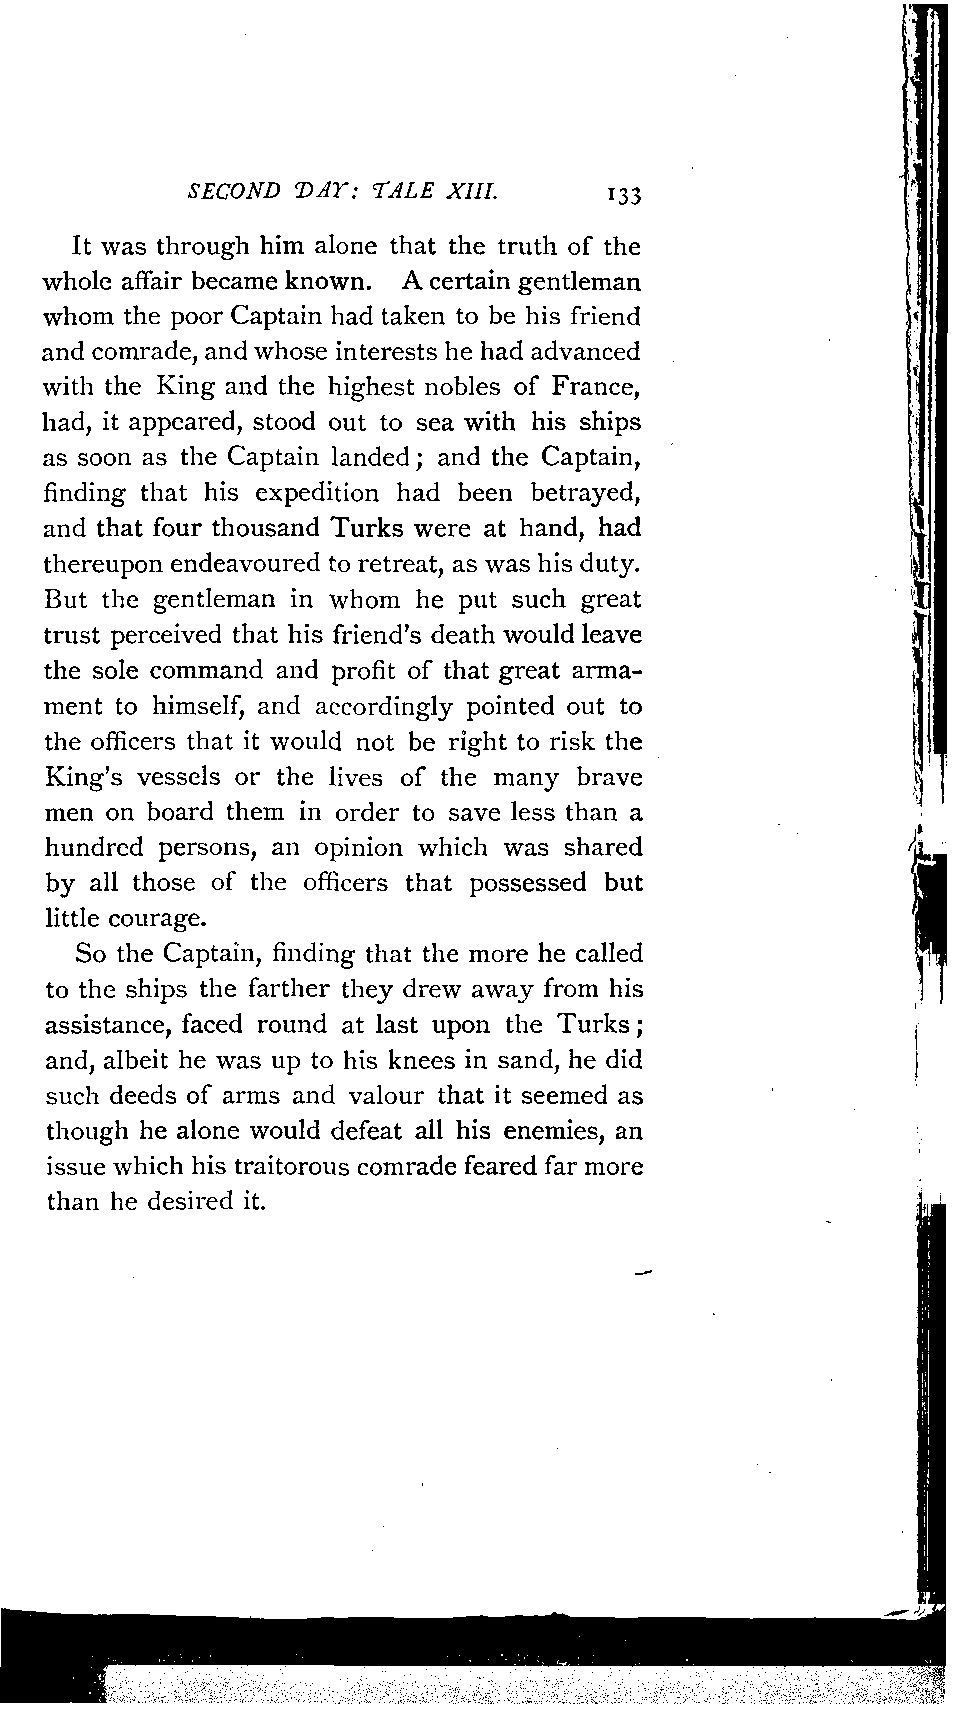 SECOND DAY: TALE XIII. 133
It was through him alone that the truth of the
whole affair became known. A certain gentleman
whom the poor Captain had taken to be his friend
and comrade, and whose interests he had advanced
with the King and the highest nobles of France,
had, it appeared, stood out to sea with his ships
as soon as the Captain landed; and the Captain,
finding that his expedition had been betrayed,
and that four thousand Turks were at hand, had
thereupon endeavoured to retreat, as was his duty.
But the gentleman in whom he put such great
trust perceived that his friend's death would leave
the sole command and profit of that great arma-
ment to himself, and accordingly pointed out to
the officers that it would not be right to risk the
King's vessels or the lives of the many brave
men on board them in order to save less than a
hundred persons, an opinion which was shared
by all those of the officers that possessed but
little courage.
So the Captain, finding that the more he called
to the ships the farther they drew away from his
assistance, faced round at last upon the Turks;
and, albeit he was up to his knees in sand, he did
such deeds of arms and valour that it seemed as
though he alone would defeat all his enemies, an
issue which his traitorous comrade feared far more
than he desired it.